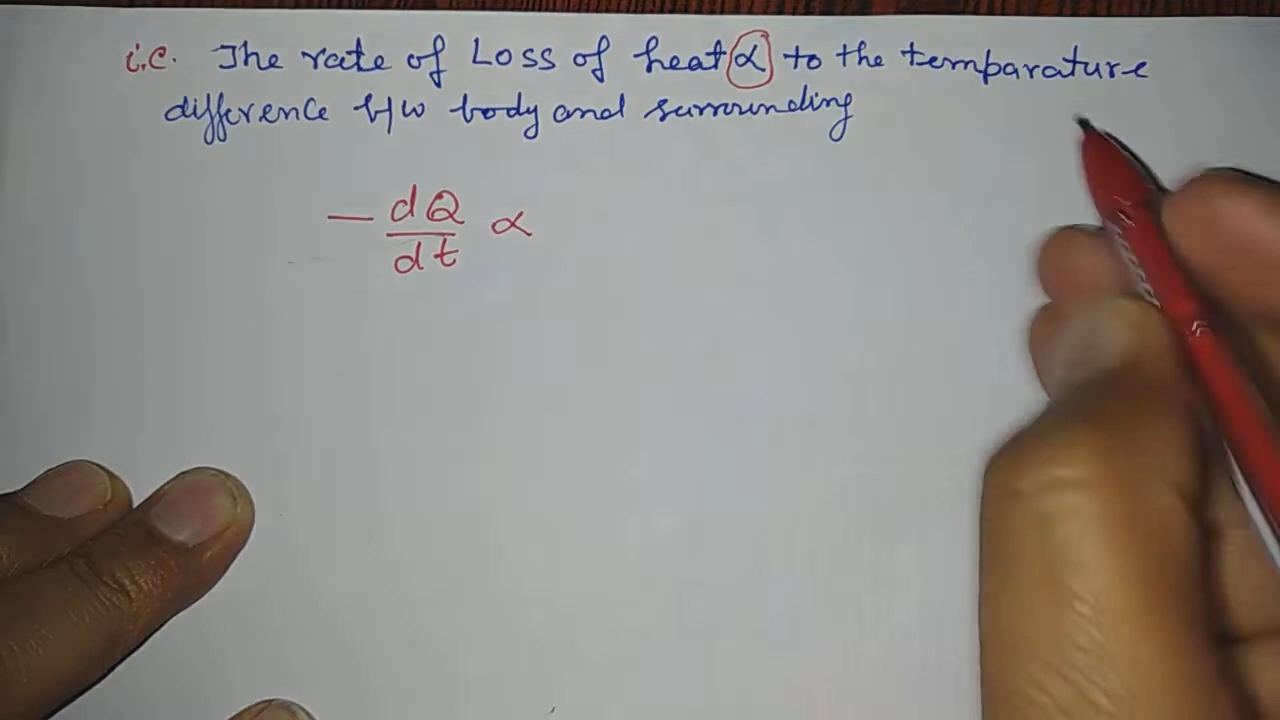 i.e. The rate of Loss of heat ∝ to the temparature
difference b/w body and surrounding
- dQ/dt ∝